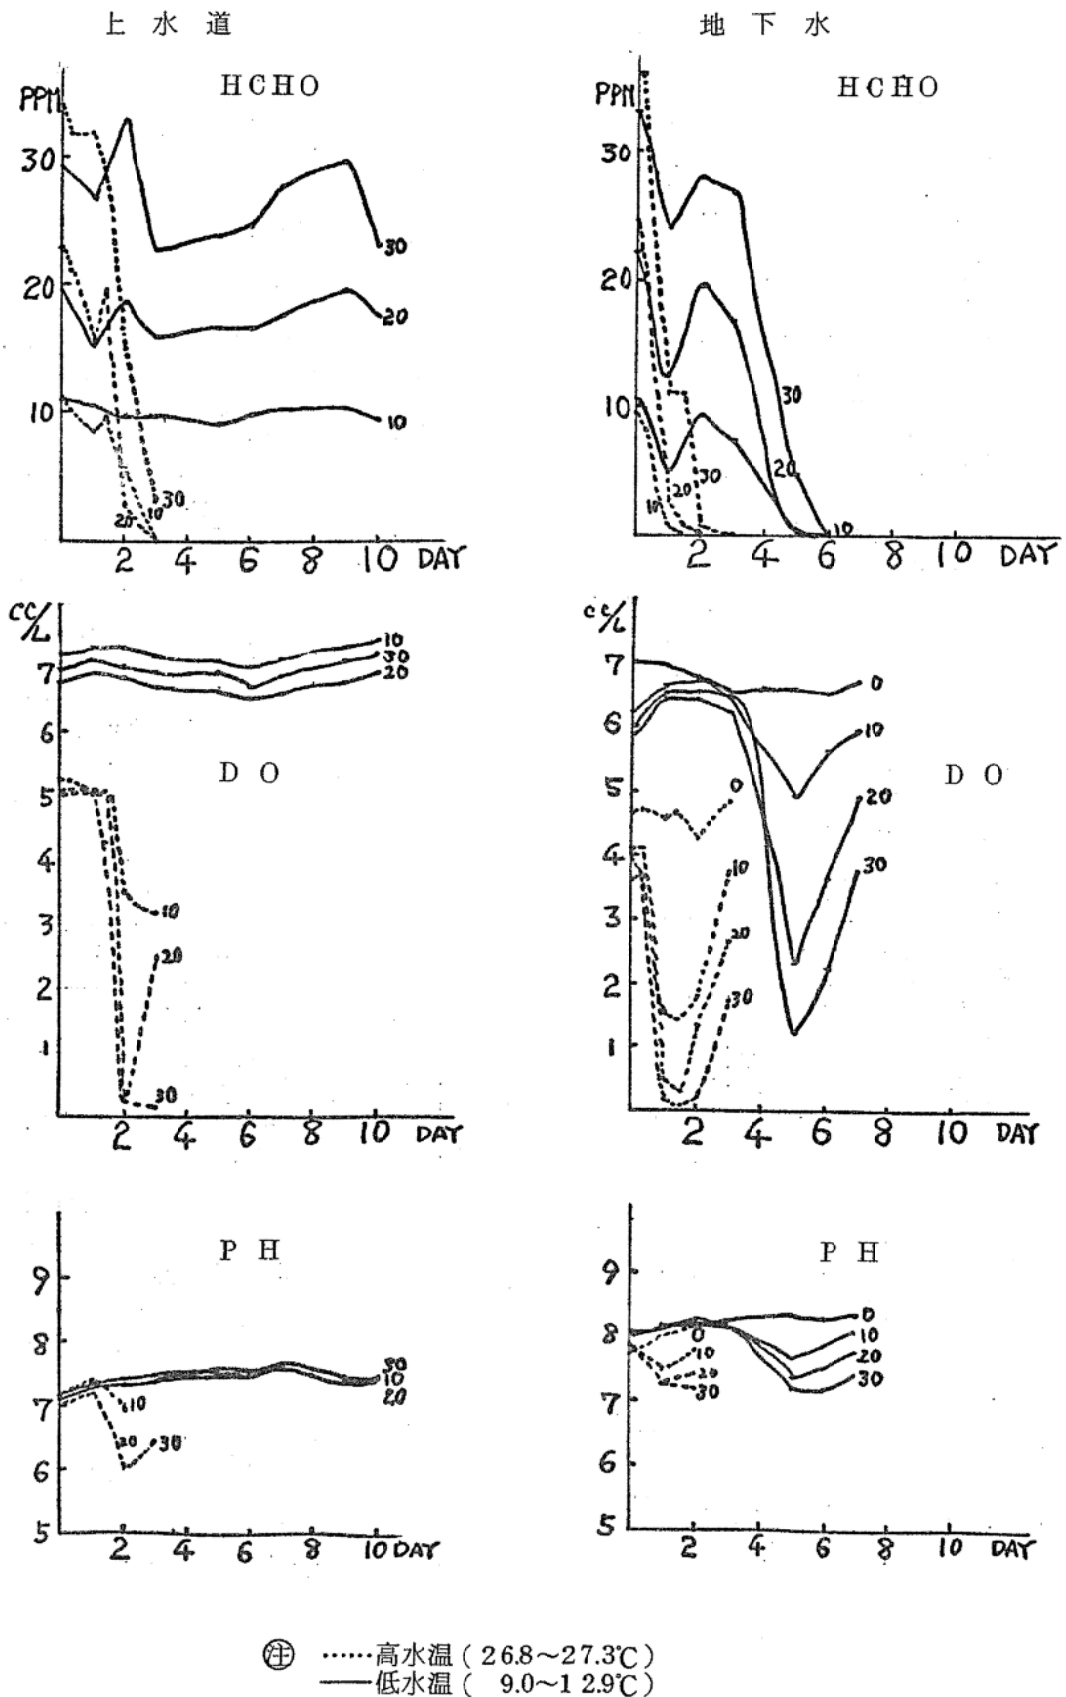 上水道 地下水
HCHO HCHO
PPM PPM
30 30
30
20 20
20
30
10 10
10
20
20 10 30
10 20 30
10
2 4 6 8 10 DAY 2 4 6 8 10 DAY
CC/L CC/L
10
7 30 7 0
20
6 6 10
DO DO
5 5 0 20
4 4 10 30
10
3 3
20 20
2 2 30
1 1
30
2 4 6 8 10 DAY 2 4 6 8 10 DAY
PH PH
9 9
0
8 8 0 10
30 10 20
10 20 30
7 10 20 7 30
20 30
6 6
5 5
2 4 6 8 10 DAY 2 4 6 8 10 DAY
注 ……高水温(26.8~27.3℃)
——低水温(9.0~12.9℃)